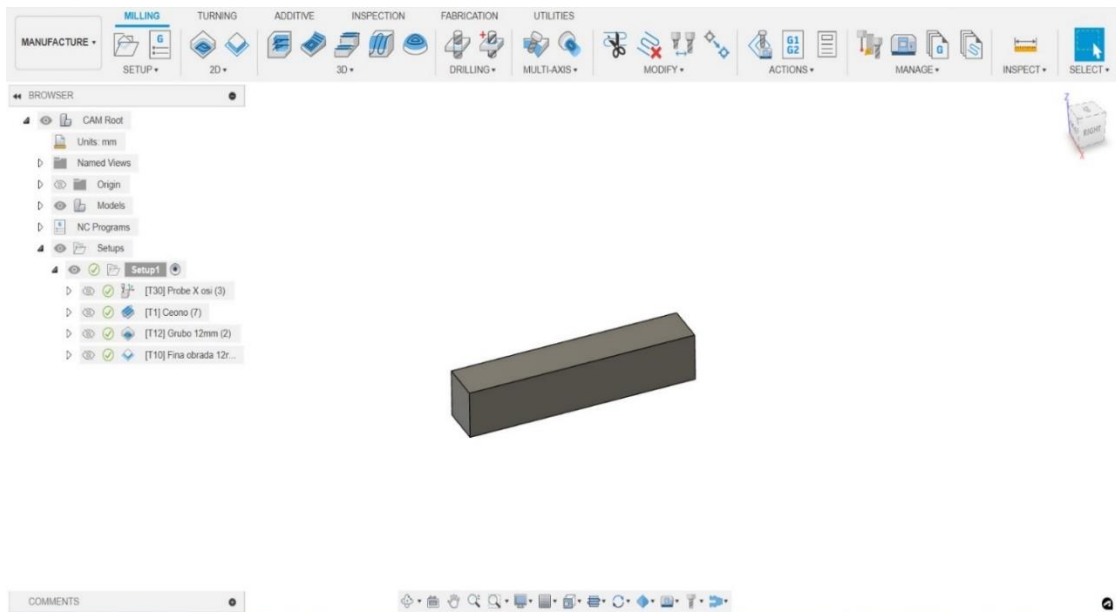 MILLING TURNING ADDITIVE INSPECTION FABRICATION UTILITIES
MANUFACTURE
G
G1
G2
G
SETUP 2D 3D DRILLING MULTI-AXIS MODIFY ACTIONS MANAGE INSPECT SELECT
BROWSER
CAM Root
Units: mm
Named Views
Origin
Models
NC Programs
Setups
Setup1
[T30] Probe X osi (3)
[T1] Ceono (7)
[T12] Grubo 12mm (2)
[T10] Fina obrada 12r...
Z
RIGHT
X
COMMENTS